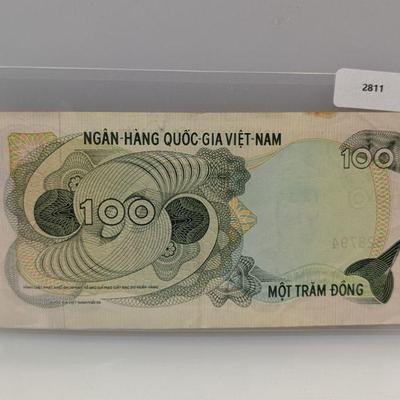 2811
NGÂN-HÀNG QUỐC-GIA VIỆT-NAM
100
100
MỘT TRĂM ĐỒNG